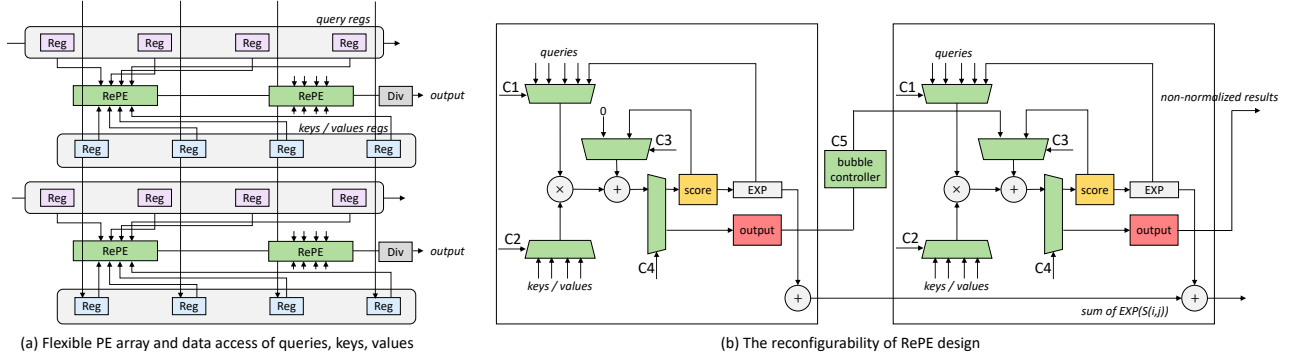 query regs
Reg Reg Reg Reg
RePE RePE Div output
keys / values regs
Reg Reg Reg Reg
Reg Reg Reg Reg
RePE RePE Div output
Reg Reg Reg Reg
(a) Flexible PE array and data access of queries, keys, values
queries
C1
0
C3
×
+
score
EXP
output
C2
C4
keys / values
+
C5
bubble
controller
queries
C1
C3
×
+
score
EXP
output
C2
C4
keys / values
+
non-normalized results
sum of EXP(S(i,j))
(b) The reconfigurability of RePE design